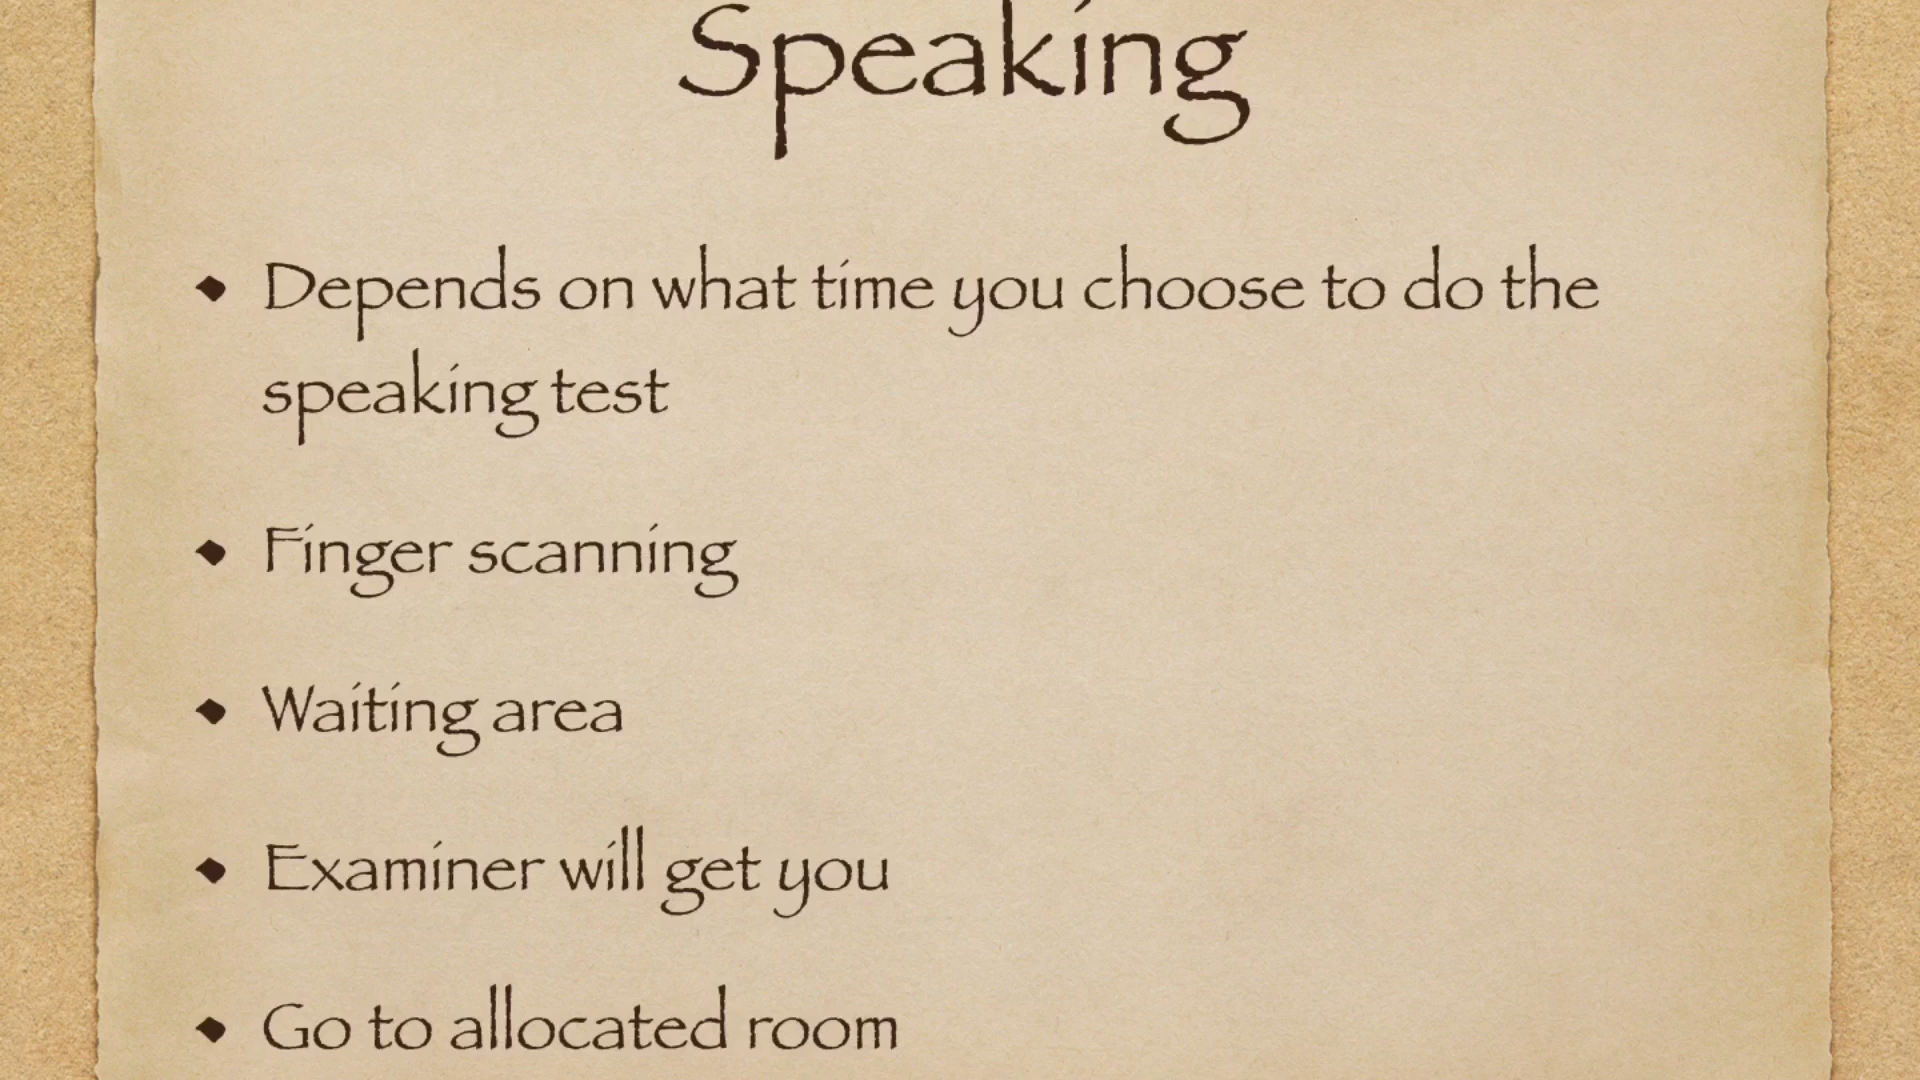 Speaking
Depends on what time you choose to do the
speaking test
Finger scanning
Waiting area
Examiner will get you
Go to allocated room